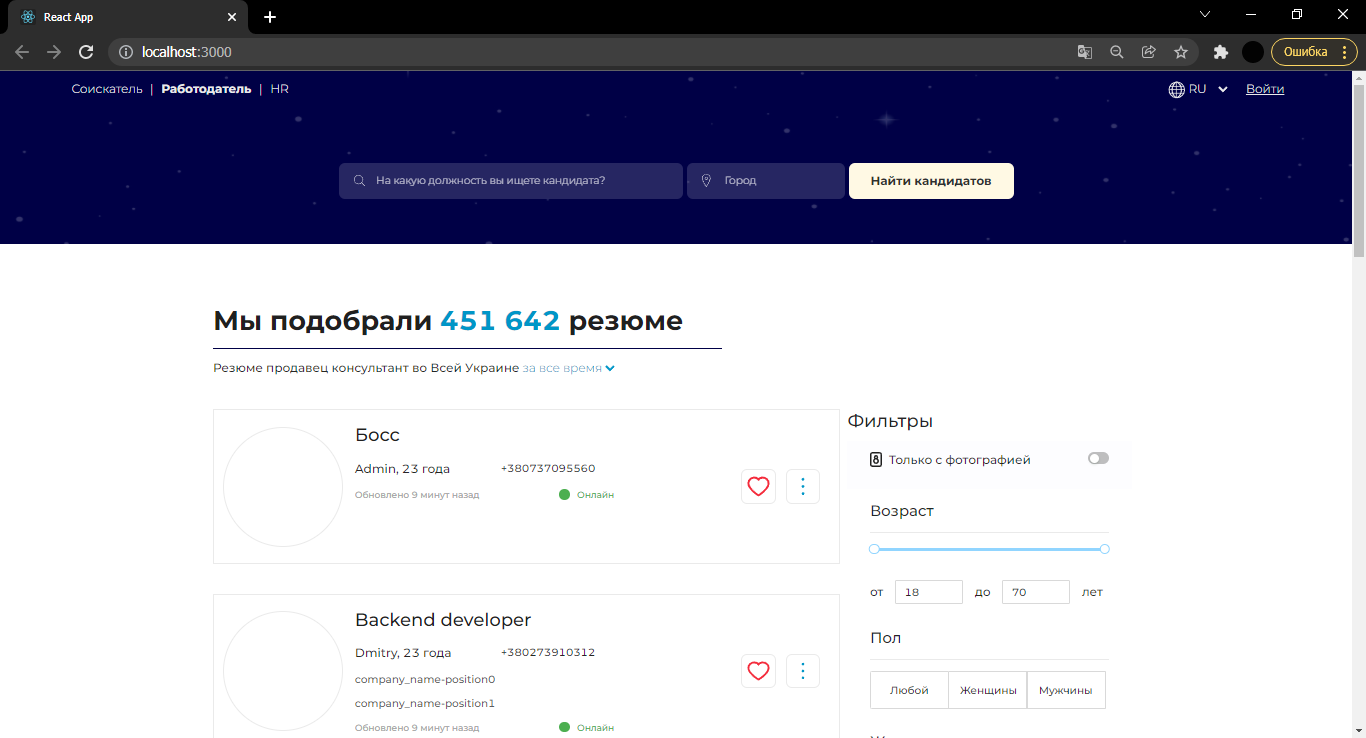 React App
localhost:3000
Ошибка
Соискатель | Работодатель | HR
RU
Войти
На какую должность вы ищете кандидата?
Город
Найти кандидатов
Мы подобрали 451 642 резюме
Резюме продавец консультант во Всей Украине за все время
Босс
Admin, 23 года
+380737095560
Обновлено 9 минут назад
Онлайн
Backend developer
Dmitry, 23 года
+380273910312
company_name-position0
company_name-position1
Обновлено 9 минут назад
Онлайн
Фильтры
Только с фотографией
Возраст
от 18 до 70 лет
Пол
Любой
Женщины
Мужчины